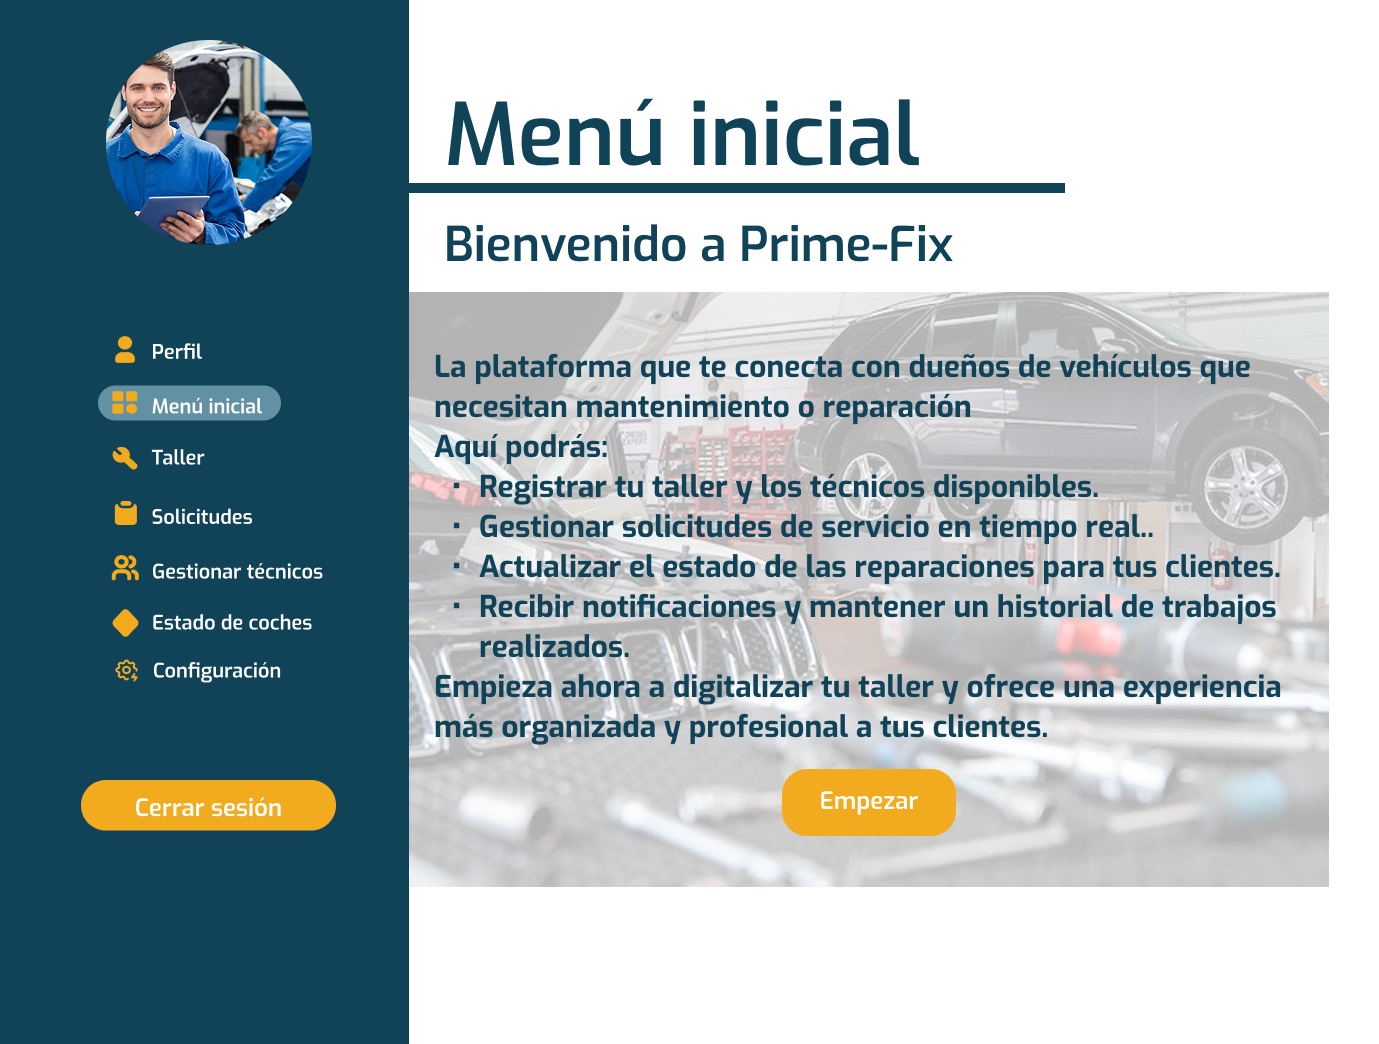 Menú inicial
Bienvenido a Prime-Fix
Perfil
Menú inicial
Taller
Solicitudes
Gestionar técnicos
Estado de coches
Configuración
Cerrar sesión
La plataforma que te conecta con dueños de vehículos que
necesitan mantenimiento o reparación
Aquí podrás:
· Registrar tu taller y los técnicos disponibles.
· Gestionar solicitudes de servicio en tiempo real..
· Actualizar el estado de las reparaciones para tus clientes.
· Recibir notificaciones y mantener un historial de trabajos
realizados.
Empieza ahora a digitalizar tu taller y ofrece una experiencia
más organizada y profesional a tus clientes.
Empezar